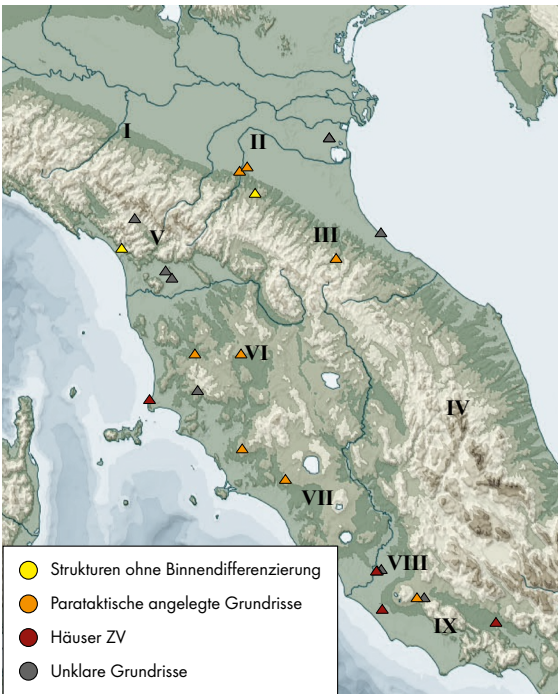 I
II
III
V
VI
IV
VII
VIII
IX
Strukturen ohne Binnendifferenzierung
Parataktische angelegte Grundrisse
Häuser ZV
Unklare Grundrisse